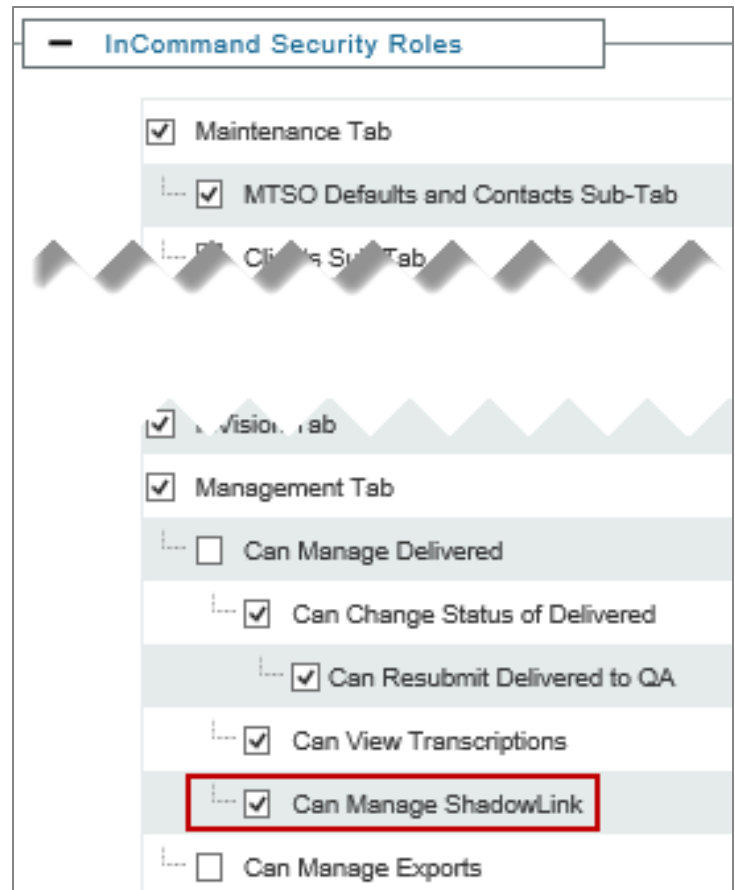 InCommand Security Roles
Maintenance Tab
MTSO Defaults and Contacts Sub-Tab
Tab
Management Tab
Can Manage Delivered
Can Change Status of Delivered
Can Resubmit Delivered to QA
Can View Transcriptions
Can Manage ShadowLink
Can Manage Exports